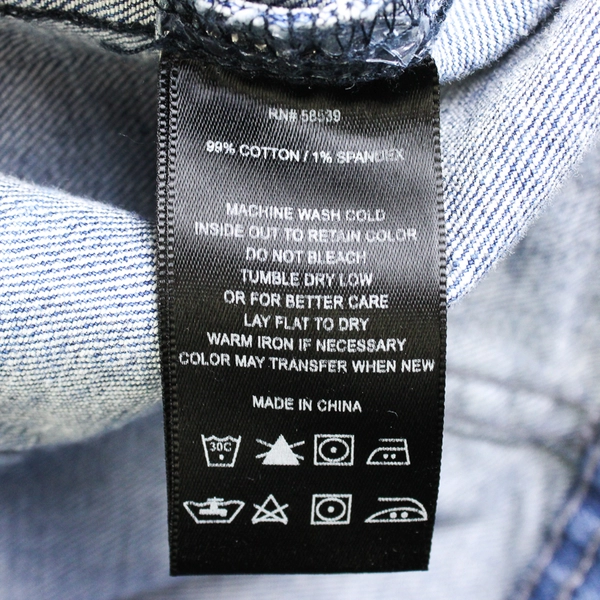 RN# 58539
99% COTTON / 1% SPANDEX
MACHINE WASH COLD
INSIDE OUT TO RETAIN COLOR
DO NOT BLEACH
TUMBLE DRY LOW
OR FOR BETTER CARE
LAY FLAT TO DRY
WARM IRON IF NECESSARY
COLOR MAY TRANSFER WHEN NEW
MADE IN CHINA
30C